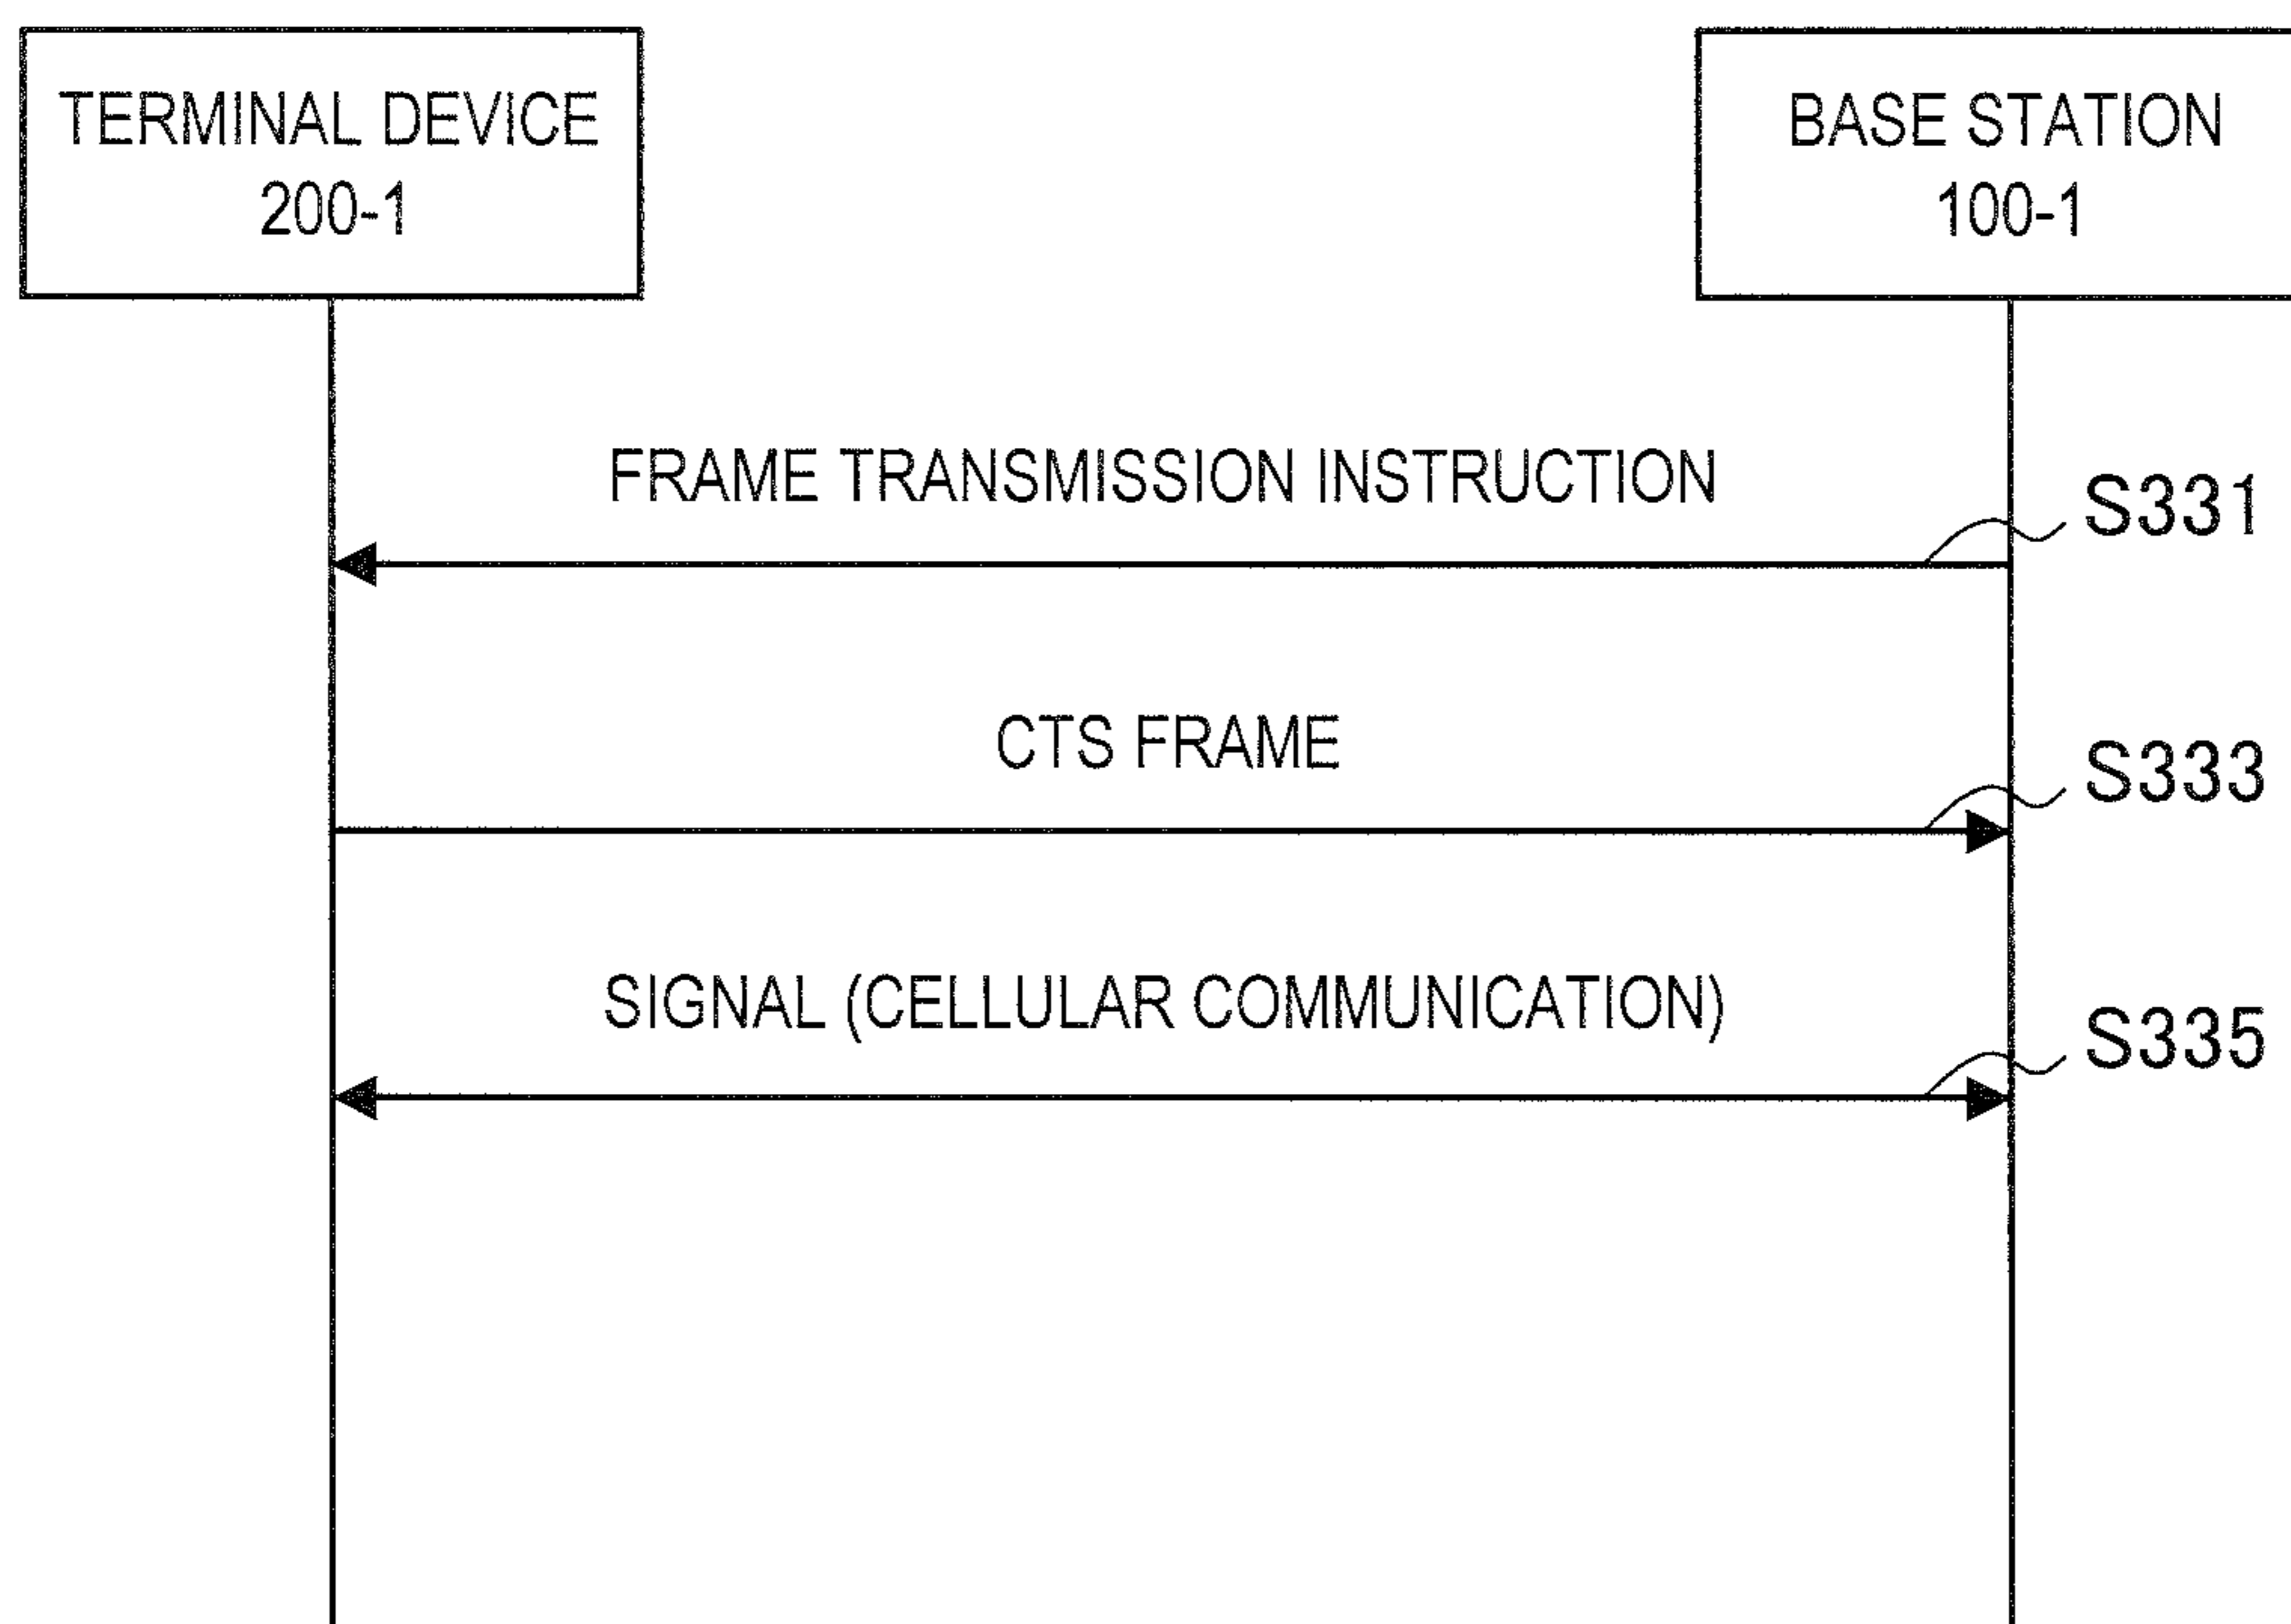 TERMINAL DEVICE
200-1
BASE STATION
100-1
FRAME TRANSMISSION INSTRUCTION
S331
CTS FRAME
S333
SIGNAL (CELLULAR COMMUNICATION)
S335